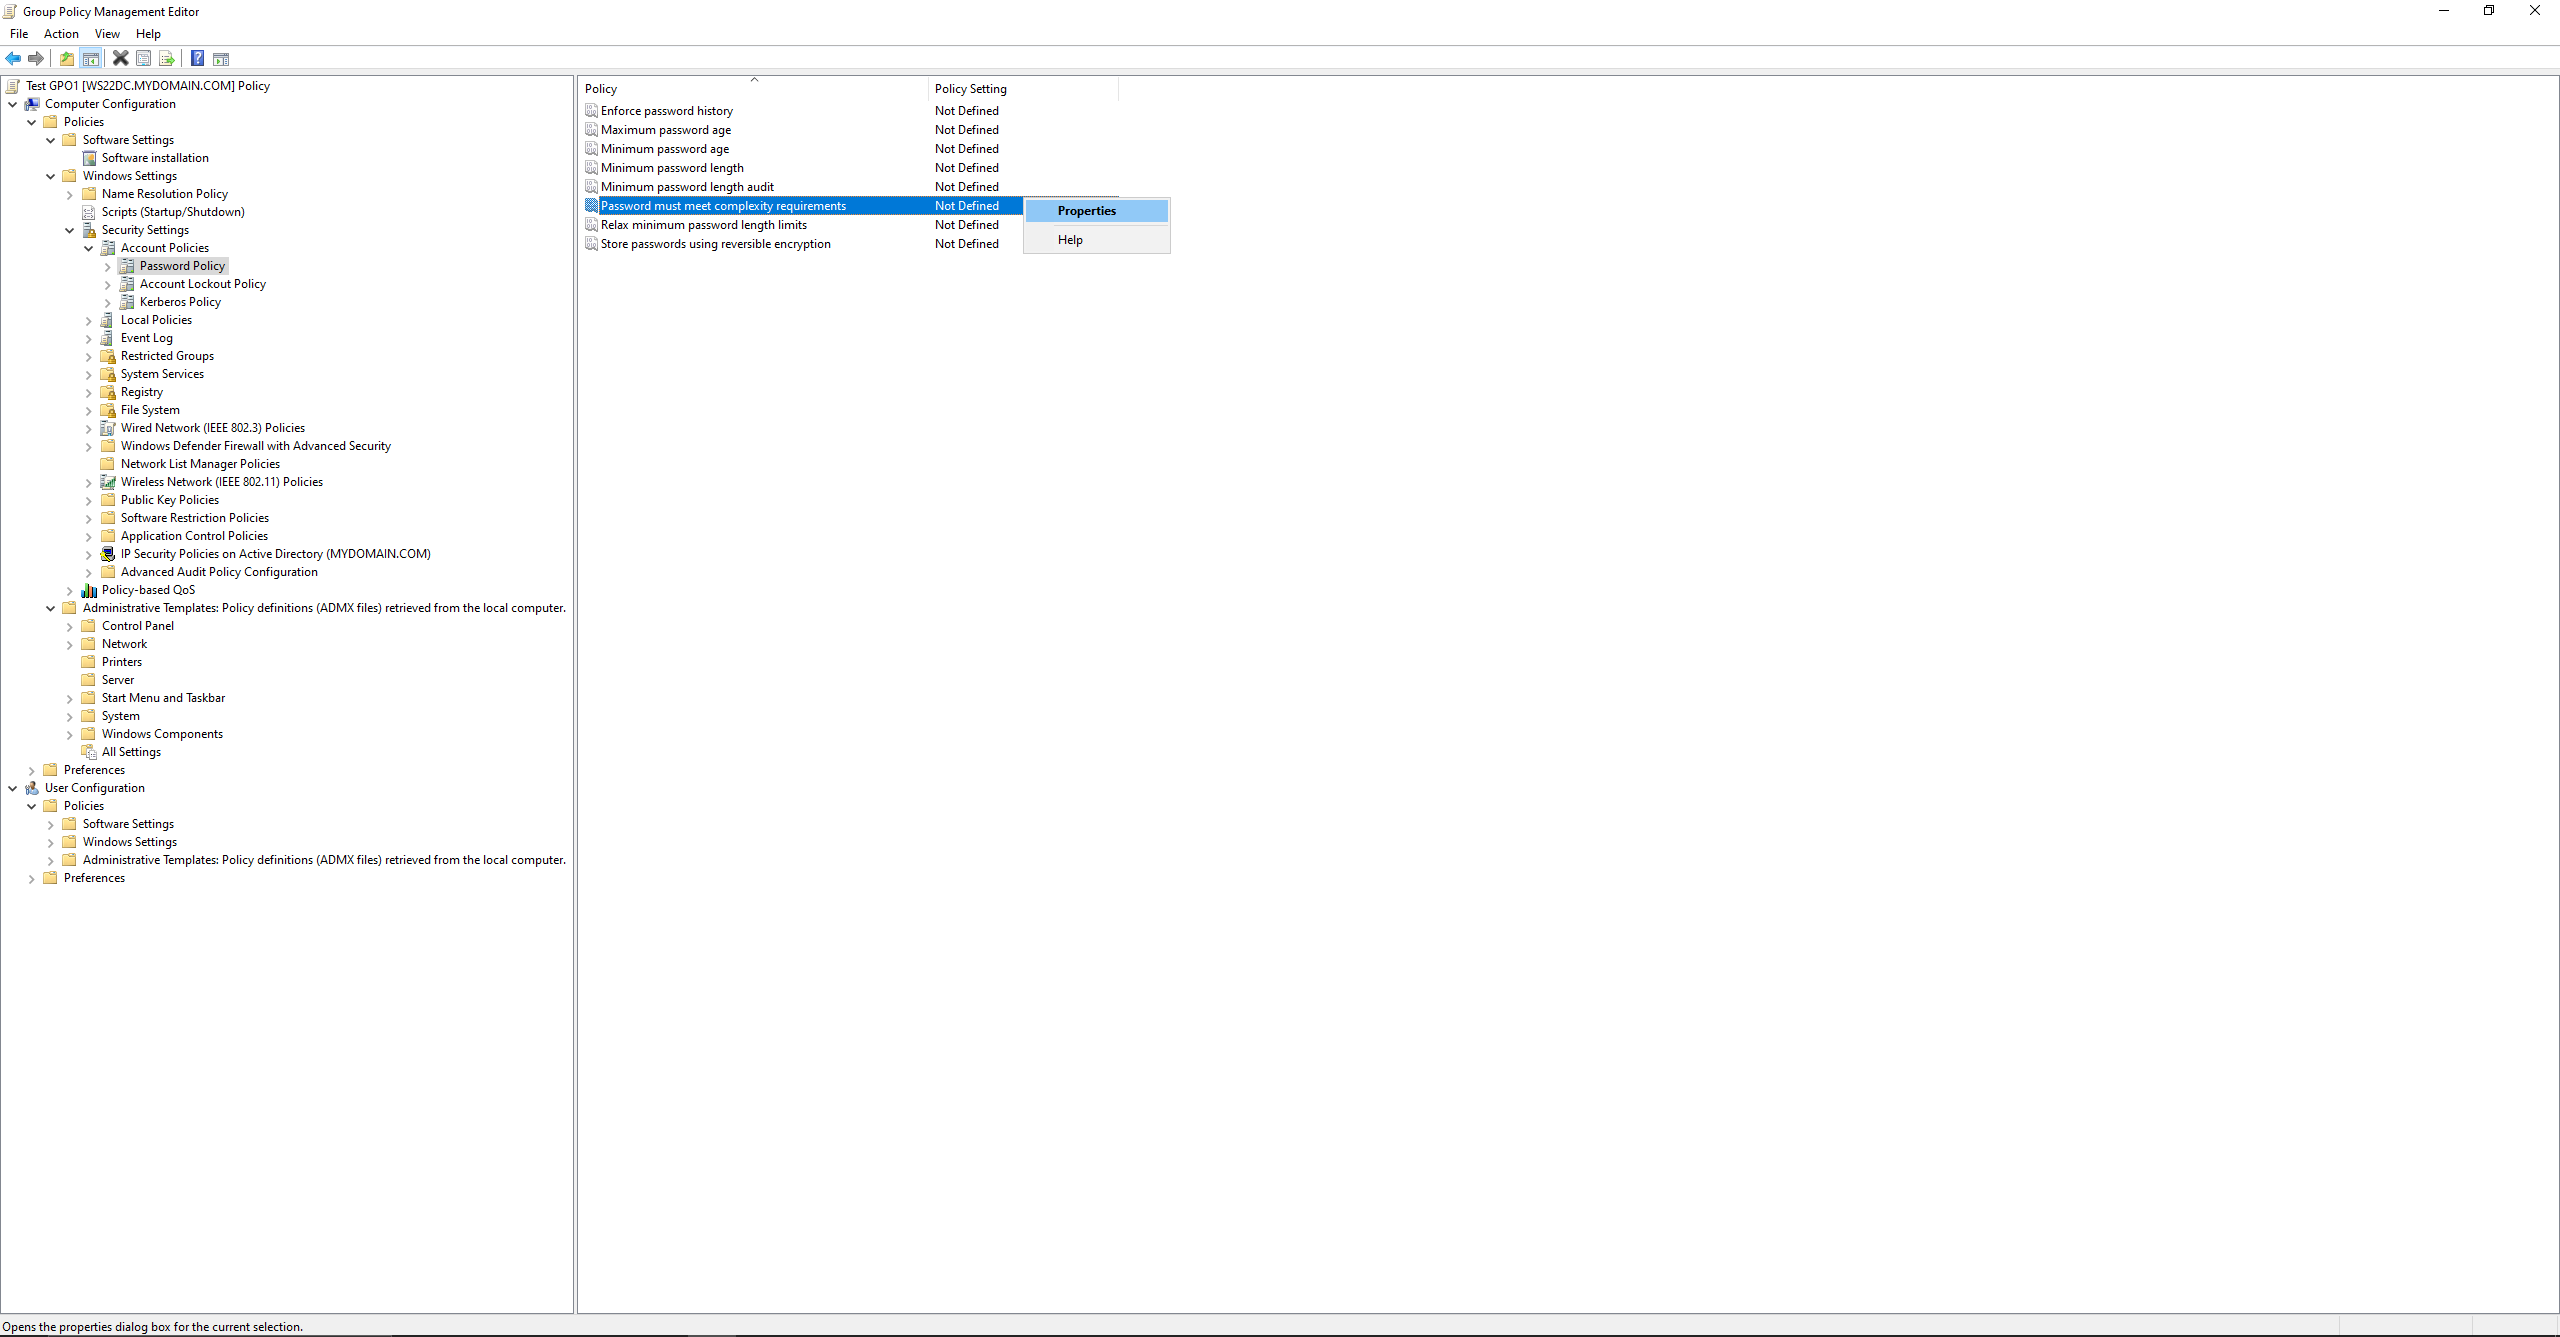 Group Policy Management Editor
File Action View Help
Test GPO1 [WS22DC.MYDOMAIN.COM] Policy
Computer Configuration
Policies
Software Settings
Software installation
Windows Settings
Name Resolution Policy
Scripts (Startup/Shutdown)
Security Settings
Account Policies
Password Policy
Account Lockout Policy
Kerberos Policy
Local Policies
Event Log
Restricted Groups
System Services
Registry
File System
Wired Network (IEEE 802.3) Policies
Windows Defender Firewall with Advanced Security
Network List Manager Policies
Wireless Network (IEEE 802.11) Policies
Public Key Policies
Software Restriction Policies
Application Control Policies
IP Security Policies on Active Directory (MYDOMAIN.COM)
Advanced Audit Policy Configuration
Policy-based QoS
Administrative Templates: Policy definitions (ADMX files) retrieved from the local computer.
Control Panel
Network
Printers
Server
Start Menu and Taskbar
System
Windows Components
All Settings
Preferences
User Configuration
Policies
Software Settings
Windows Settings
Administrative Templates: Policy definitions (ADMX files) retrieved from the local computer.
Preferences
Policy Policy Setting
Enforce password history Not Defined
Maximum password age Not Defined
Minimum password age Not Defined
Minimum password length Not Defined
Minimum password length audit Not Defined
Password must meet complexity requirements Not Defined
Relax minimum password length limits Not Defined
Store passwords using reversible encryption Not Defined
Properties
Help
Opens the properties dialog box for the current selection.